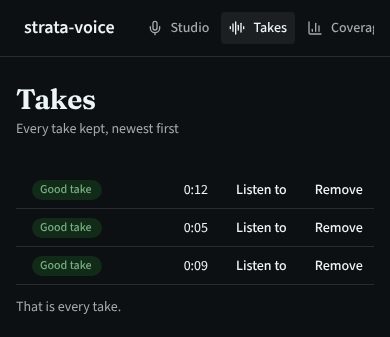 strata-voice Studio Takes
Takes
Every take kept, newest first
Good take 0:12 Listen to Remove
Good take 0:05 Listen to Remove
Good take 0:09 Listen to Remove
That is every take.